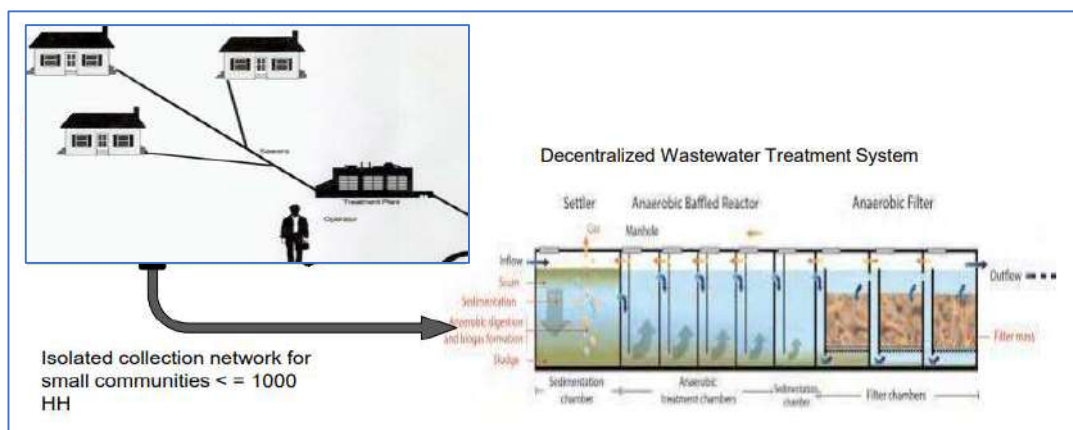 Sewers
Treatment Plant
Operator
Isolated collection network for
small communities < = 1000
HH
Decentralized Wastewater Treatment System
Settler
Anaerobic Baffled Reactor
Anaerobic Filter
Gas
Manhole
Inflow
Outflow
Scum
Sedimentation
Anaerobic digestion
and biogas formation
Sludge
Filter mass
Sedimentation
chamber
Anaerobic
treatment chambers
Sedimentation
chamber
Filter chambers